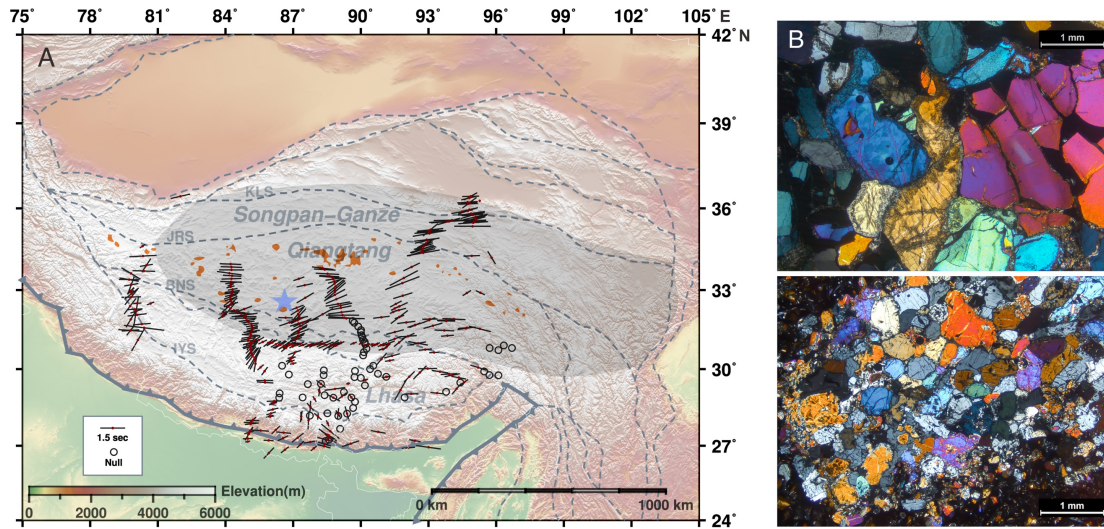 75° 78° 81° 84° 87° 90° 93° 96° 99° 102° 105° E
42° N
A
39°
KLS
36°
Songpan-Ganze
JRS
Qiangtang
BNS
33°
IYS
30°
Lhasa
1.5 sec
Null
27°
Elevation(m)
0 2000 4000 6000
0 km 1000 km
24°
B
1 mm
1 mm